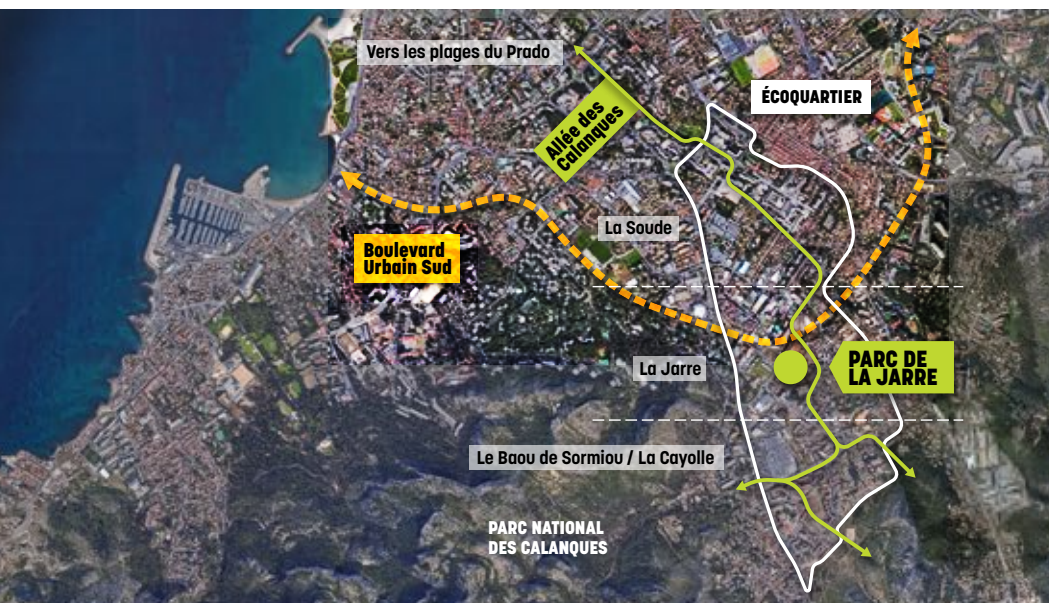 Vers les plages du Prado
ÉCOQUARTIER
Allée des
Calanques
La Soude
Boulevard
Urbain Sud
PARC DE
LA JARRE
La Jarre
Le Baou de Sormiou / La Cayolle
PARC NATIONAL
DES CALANQUES